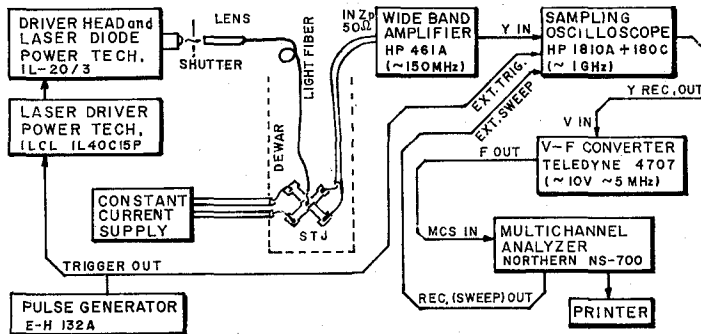 DRIVER HEAD and
LASER DIODE
POWER TECH,
IL-20/3
LENS
SHUTTER
LIGHT FIBER
IN Zp
50Ω
WIDE BAND
AMPLIFIER
HP 461A
(~150MHz)
Y IN
SAMPLING
OSCILLOSCOPE
HP 1810A+180C
(~1GHz)
EXT.TRIG.
EXT.SWEEP
Y REC,OUT
LASER DRIVER
POWER TECH,
ILCL IL40C15P
DEWAR
V IN
F OUT
V-F CONVERTER
TELEDYNE 4707
(~10V ~5MHz)
CONSTANT
CURRENT
SUPPLY
STJ
MCS IN
MULTICHANNEL
ANALYZER
NORTHERN NS-700
TRIGGER OUT
REC,(SWEEP)OUT
PRINTER
PULSE GENERATOR
E-H 132A